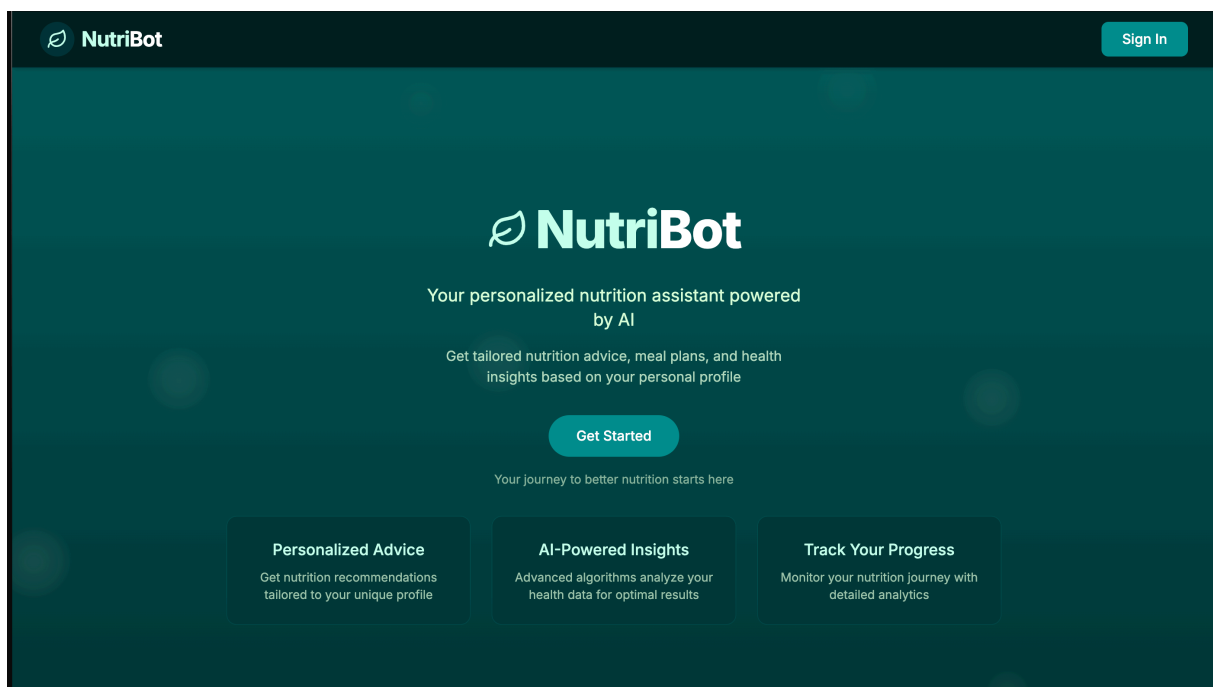 NutriBot
Sign In
NutriBot
Your personalized nutrition assistant powered
by AI
Get tailored nutrition advice, meal plans, and health
insights based on your personal profile
Get Started
Your journey to better nutrition starts here
Personalized Advice
Get nutrition recommendations
tailored to your unique profile
AI-Powered Insights
Advanced algorithms analyze your
health data for optimal results
Track Your Progress
Monitor your nutrition journey with
detailed analytics